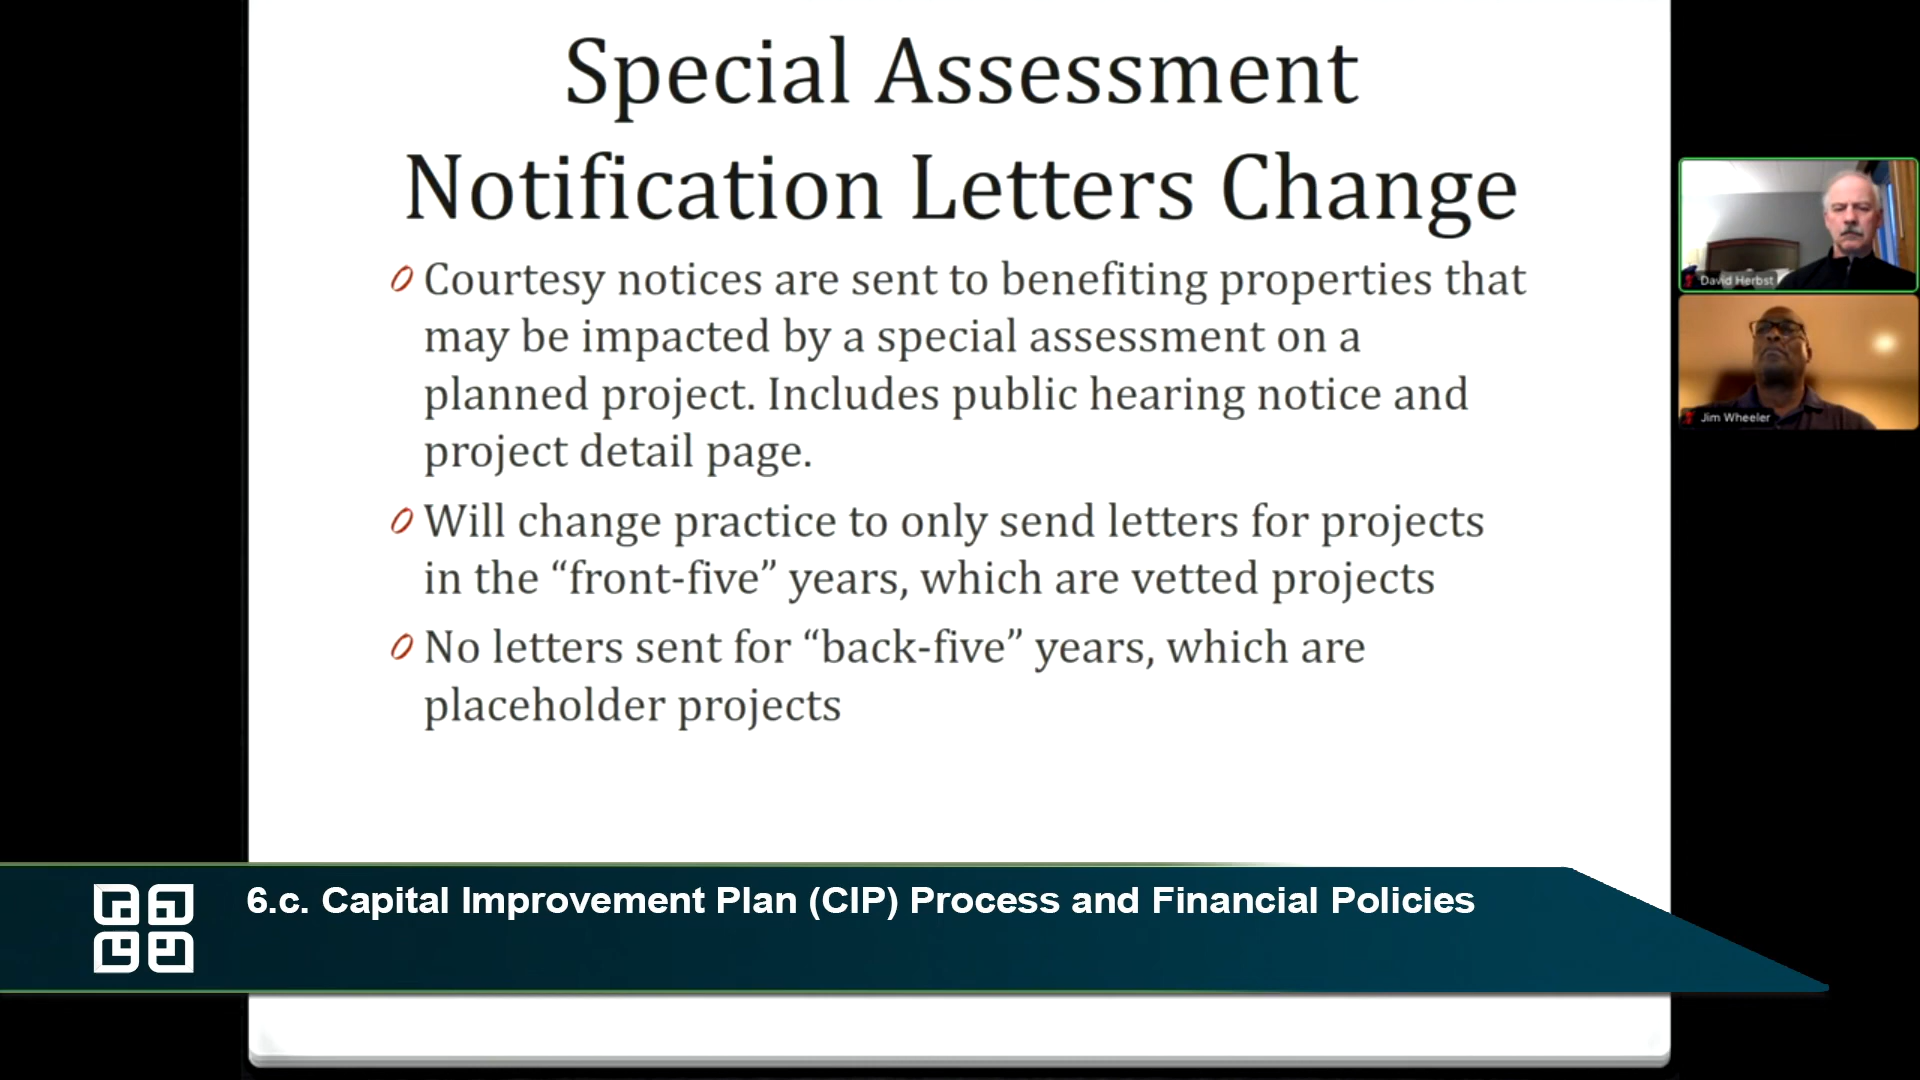 Special Assessment
Notification Letters Change
Courtesy notices are sent to benefiting properties that
may be impacted by a special assessment on a
planned project. Includes public hearing notice and
project detail page.
Will change practice to only send letters for projects
in the “front-five” years, which are vetted projects
No letters sent for “back-five” years, which are
placeholder projects
David Herbst
Jim Wheeler
6.c. Capital Improvement Plan (CIP) Process and Financial Policies